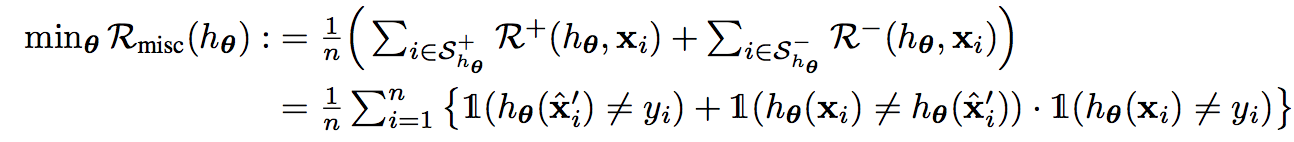 min_θ R_misc(h_θ) := 1/n ( ∑_{i∈S^+_{h_θ}} R^+(h_θ, x_i) + ∑_{i∈S^-_{h_θ}} R^-(h_θ, x_i) )
= 1/n ∑_{i=1}^n {𝟙(h_θ(x̂'_i) ≠ y_i) + 𝟙(h_θ(x_i) ≠ h_θ(x̂'_i)) · 𝟙(h_θ(x_i) ≠ y_i)}